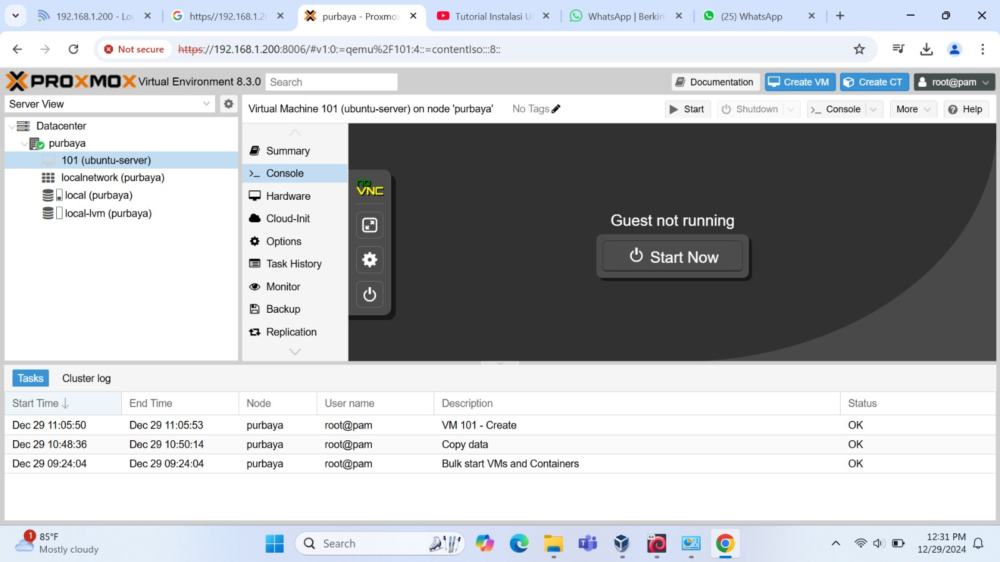 192.168.1.200 - Lo
https//192.168.1.20
purbaya - Proxmo
Tutorial Instalasi U
WhatsApp | Berkiri
(25) WhatsApp
Not secure
https://192.168.1.200:8006/#v1:0:=qemu%2F101:4::=contentIso:::8::
PROXMOX Virtual Environment 8.3.0
Search
Documentation
Create VM
Create CT
root@pam
Server View
Virtual Machine 101 (ubuntu-server) on node 'purbaya'
No Tags
Start
Shutdown
Console
More
Help
Datacenter
purbaya
101 (ubuntu-server)
localnetwork (purbaya)
local (purbaya)
local-lvm (purbaya)
Summary
Console
Hardware
Cloud-Init
Options
Task History
Monitor
Backup
Replication
no
VNC
Guest not running
Start Now
Tasks
Cluster log
Start Time End Time Node User name Description Status
Dec 29 11:05:50 Dec 29 11:05:53 purbaya root@pam VM 101 - Create OK
Dec 29 10:48:36 Dec 29 10:50:14 purbaya root@pam Copy data OK
Dec 29 09:24:04 Dec 29 09:24:04 purbaya root@pam Bulk start VMs and Containers OK
1
85°F
Mostly cloudy
Search
64
12:31 PM
12/29/2024